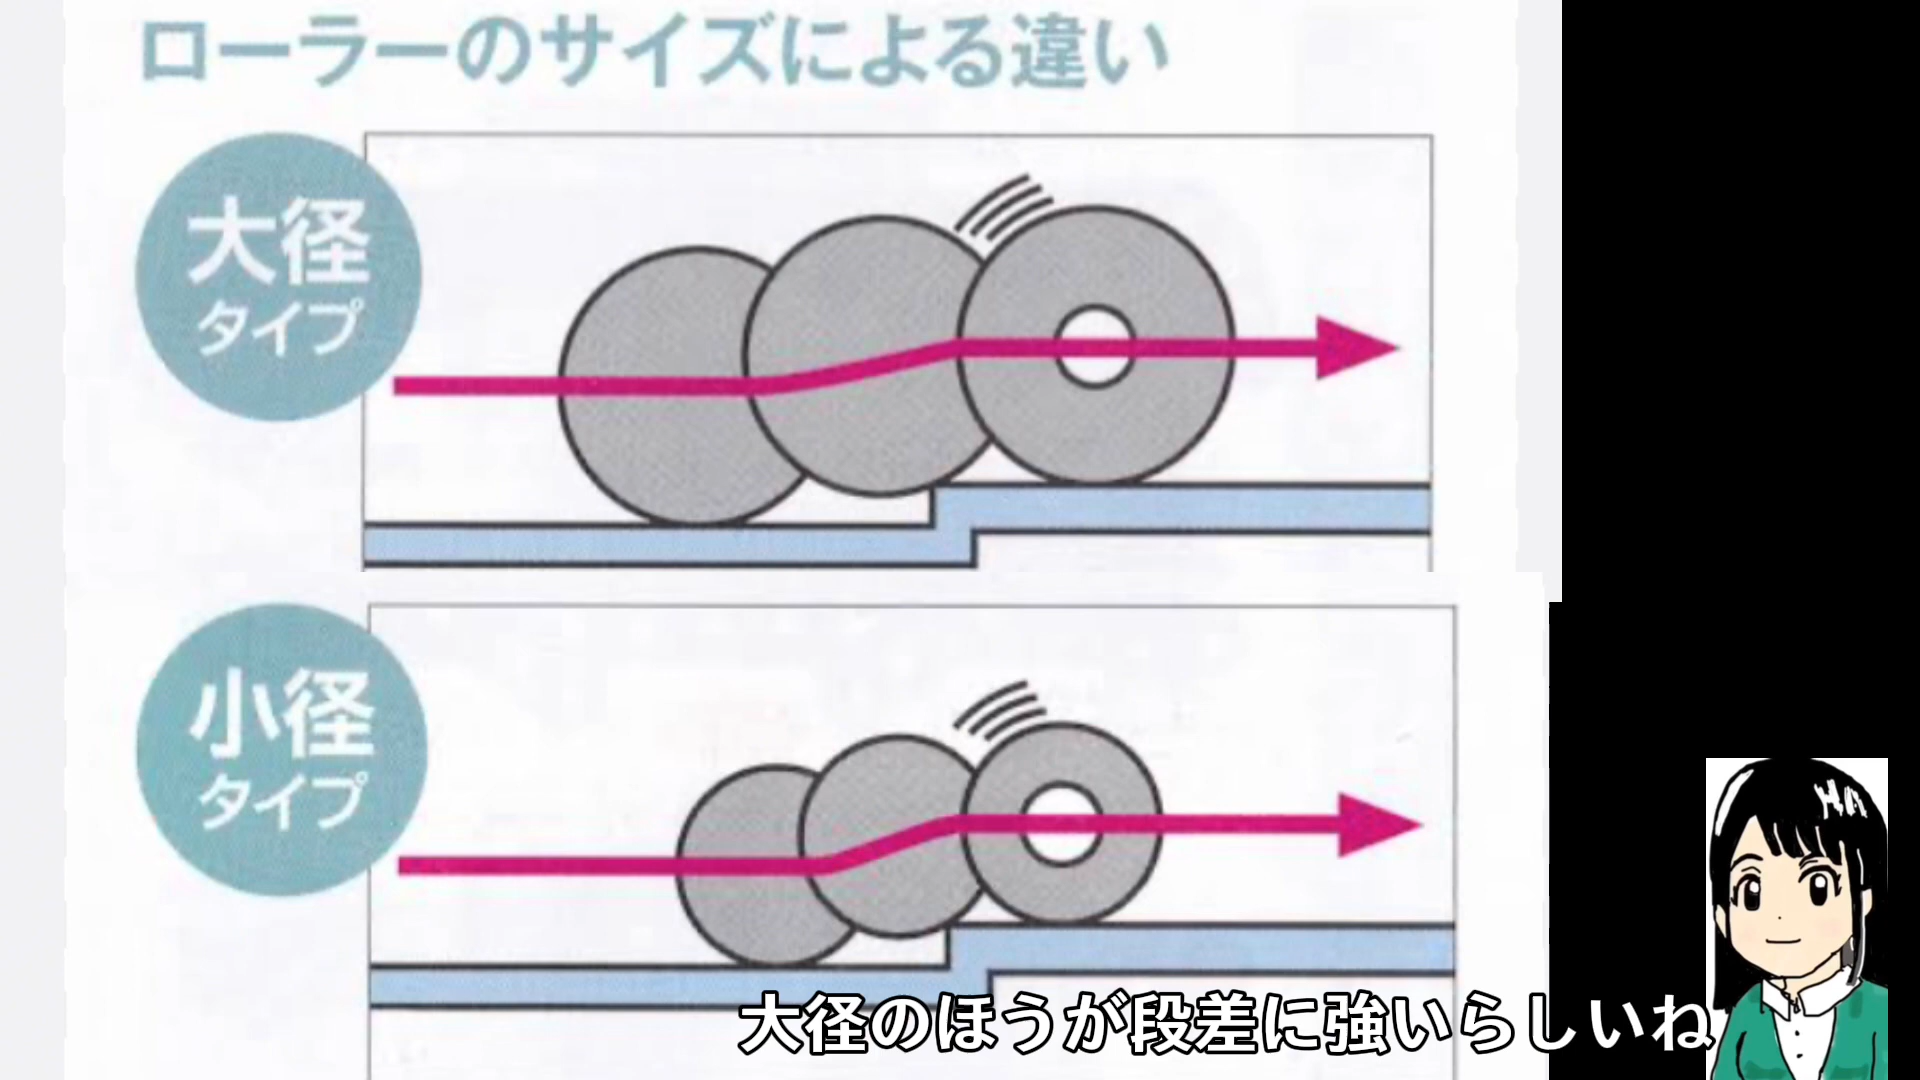 ローラーのサイズによる違い
大径
タイプ
小径
タイプ
大径のほうが段差に強いらしいね